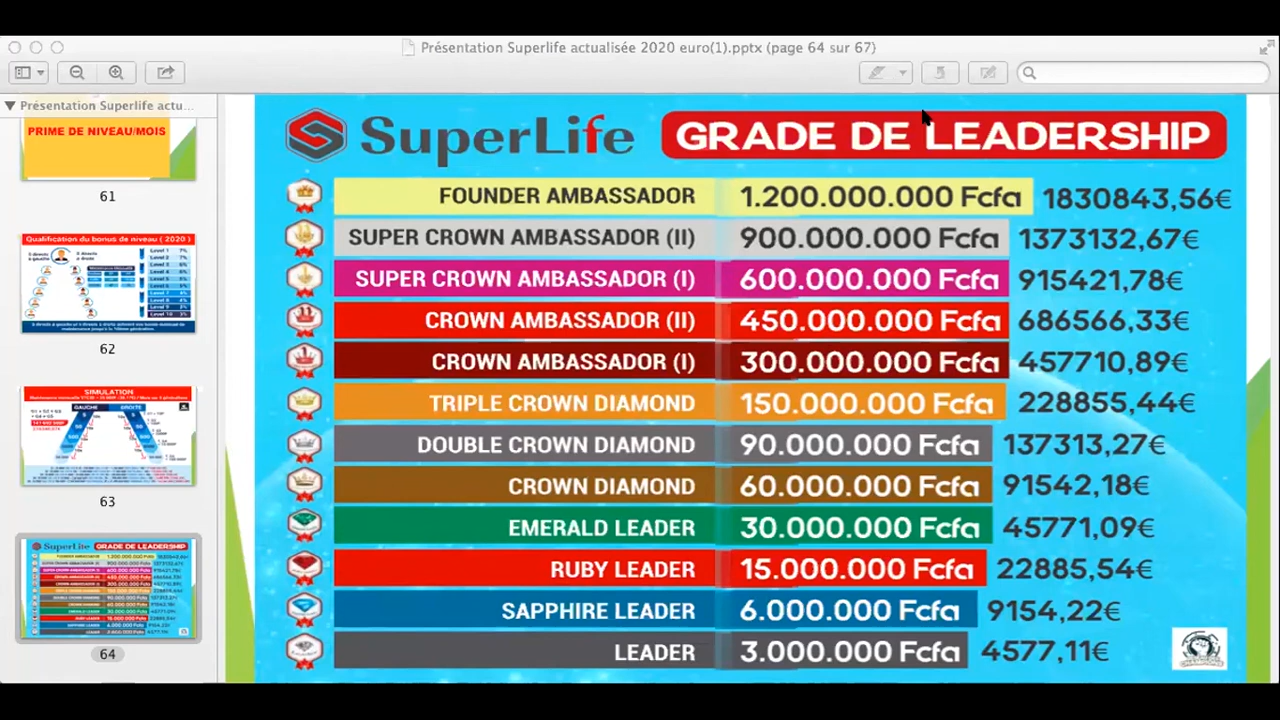 Présentation Superlife actualisée 2020 euro(1).pptx (page 64 sur 67)
Présentation Superlife actu...
PRIME DE NIVEAU/MOIS
61
Qualification du bonus de niveau ( 2020 )
62
SIMULATION
GAUCHE DROITE
63
SuperLife GRADE DE LEADERSHIP
64
SuperLife GRADE DE LEADERSHIP
FOUNDER AMBASSADOR 1.200.000.000 Fcfa 1830843,56€
SUPER CROWN AMBASSADOR (II) 900.000.000 Fcfa 1373132,67€
SUPER CROWN AMBASSADOR (I) 600.000.000 Fcfa 915421,78€
CROWN AMBASSADOR (II) 450.000.000 Fcfa 686566,33€
CROWN AMBASSADOR (I) 300.000.000 Fcfa 457710,89€
TRIPLE CROWN DIAMOND 150.000.000 Fcfa 228855,44€
DOUBLE CROWN DIAMOND 90.000.000 Fcfa 137313,27€
CROWN DIAMOND 60.000.000 Fcfa 91542,18€
EMERALD LEADER 30.000.000 Fcfa 45771,09€
RUBY LEADER 15.000.000 Fcfa 22885,54€
SAPPHIRE LEADER 6.000.000 Fcfa 9154,22€
LEADER 3.000.000 Fcfa 4577,11€